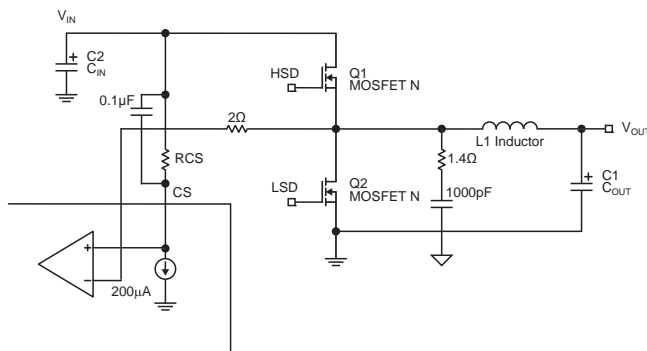 VIN
C2
CIN
0.1µF
2Ω
RCS
CS
200µA
+
−
HSD
Q1
MOSFET N
LSD
Q2
MOSFET N
1.4Ω
1000pF
L1 Inductor
VOUT
C1
COUT